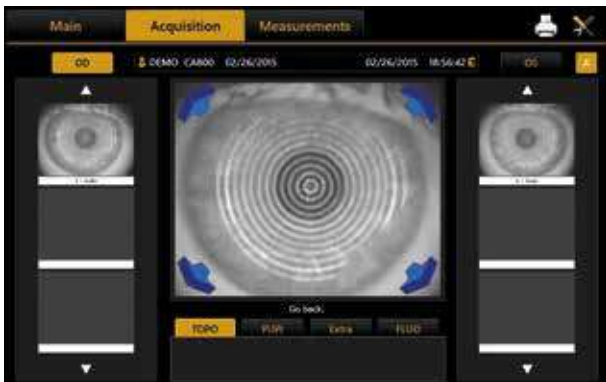 Main Acquisition Measurements
OD DEMO CA800 02/26/2015 02/26/2015 18:56:42 OS A
Go back.
TOPO PUPI Extra FLUO